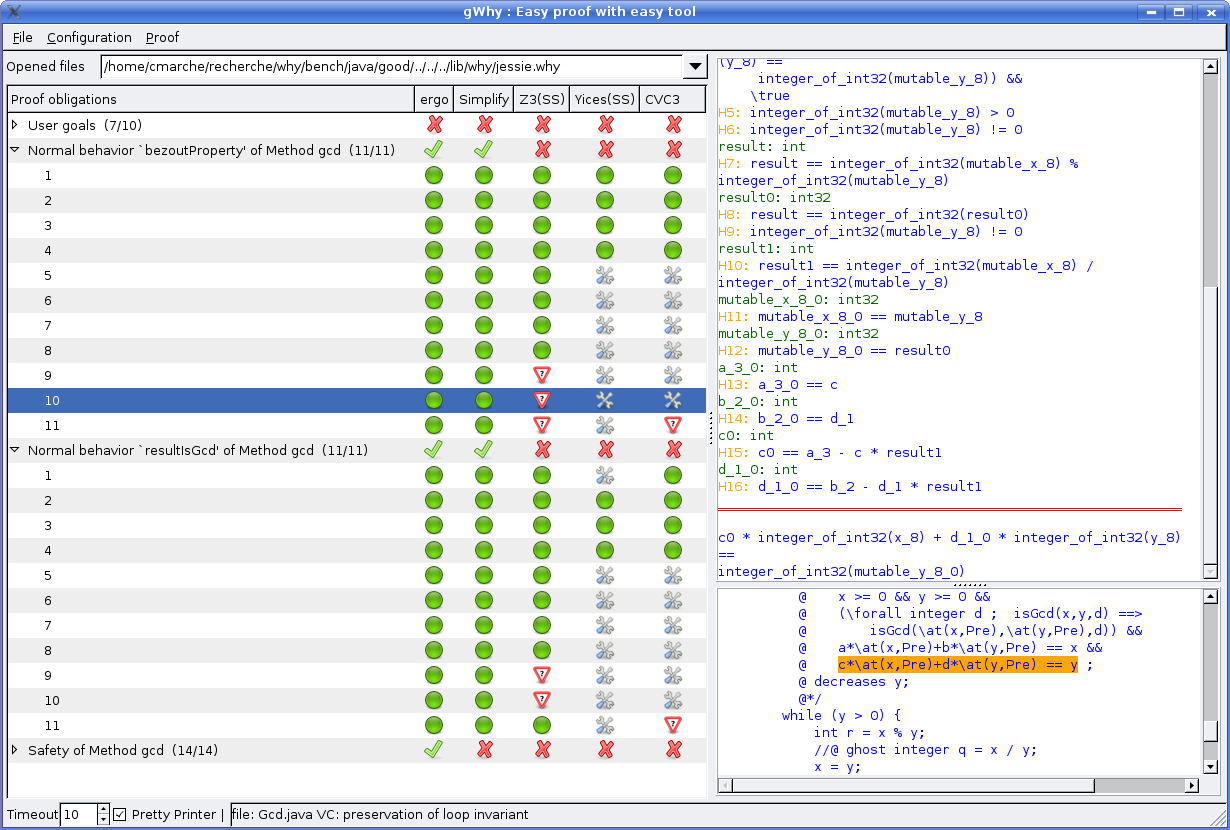 gWhy : Easy proof with easy tool
File Configuration Proof
Opened files /home/cmarche/recherche/why/bench/java/good/../../../lib/why/jessie.why
Proof obligations ergo Simplify Z3(SS) Yices(SS) CVC3
User goals (7/10)
Normal behavior `bezoutProperty' of Method gcd (11/11)
1
2
3
4
5
6
7
8
9
10
11
Normal behavior `resultIsGcd' of Method gcd (11/11)
1
2
3
4
5
6
7
8
9
10
11
Safety of Method gcd (14/14)
(y_8) ==
integer_of_int32(mutable_y_8)) &&
\true
H5: integer_of_int32(mutable_y_8) > 0
H6: integer_of_int32(mutable_y_8) != 0
result: int
H7: result == integer_of_int32(mutable_x_8) %
integer_of_int32(mutable_y_8)
result0: int32
H8: result == integer_of_int32(result0)
H9: integer_of_int32(mutable_y_8) != 0
result1: int
H10: result1 == integer_of_int32(mutable_x_8) /
integer_of_int32(mutable_y_8)
mutable_x_8_0: int32
H11: mutable_x_8_0 == mutable_y_8
mutable_y_8_0: int32
H12: mutable_y_8_0 == result0
a_3_0: int
H13: a_3_0 == c
b_2_0: int
H14: b_2_0 == d_1
c0: int
H15: c0 == a_3 - c * result1
d_1_0: int
H16: d_1_0 == b_2 - d_1 * result1
c0 * integer_of_int32(x_8) + d_1_0 * integer_of_int32(y_8)
==
integer_of_int32(mutable_y_8_0)
@ x >= 0 && y >= 0 &&
@ (\forall integer d ; isGcd(x,y,d) ==>
@ isGcd(\at(x,Pre),\at(y,Pre),d)) &&
@ a*\at(x,Pre)+b*\at(y,Pre) == x &&
@ c*\at(x,Pre)+d*\at(y,Pre) == y ;
@ decreases y;
@*/
while (y > 0) {
int r = x % y;
//@ ghost integer q = x / y;
x = y;
Timeout 10 Pretty Printer | file: Gcd.java VC: preservation of loop invariant